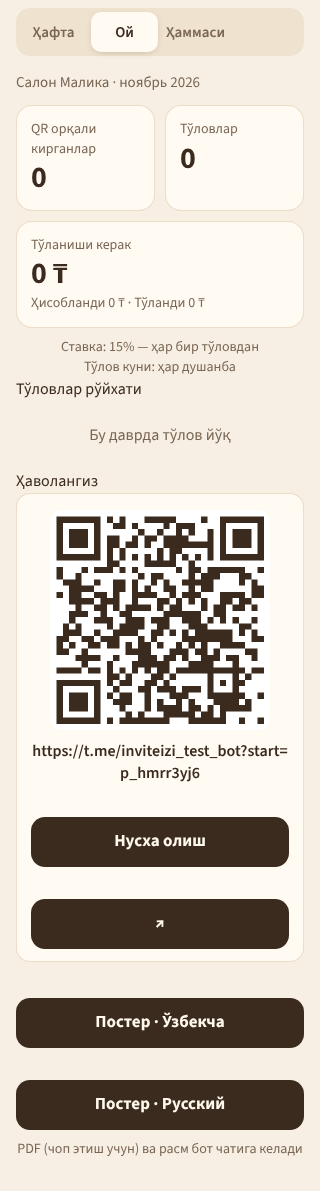 Ҳафта Ой Ҳаммаси
Салон Малика · ноябрь 2026
QR орқали
кирганлар
0
Тўловлар
0
Тўланиши керак
0 ₸
Ҳисобланди 0 ₸ · Тўланди 0 ₸
Ставка: 15% — ҳар бир тўловдан
Тўлов куни: ҳар душанба
Тўловлар рўйхати
Бу даврда тўлов йўқ
Ҳаволангиз
https://t.me/inviteizi_test_bot?start=
p_hmrr3yj6
Нусха олиш
↗
Постер · Ўзбекча
Постер · Русский
PDF (чоп этиш учун) ва расм бот чатига келади